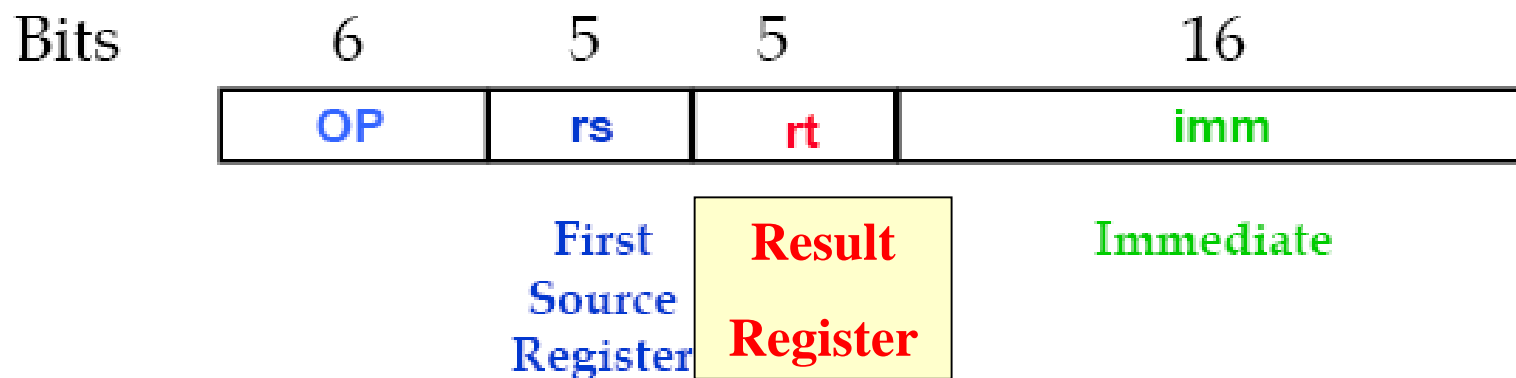 Bits 6 5 5 16
OP rs rt imm
First
Source
Register
Result
Register
Immediate